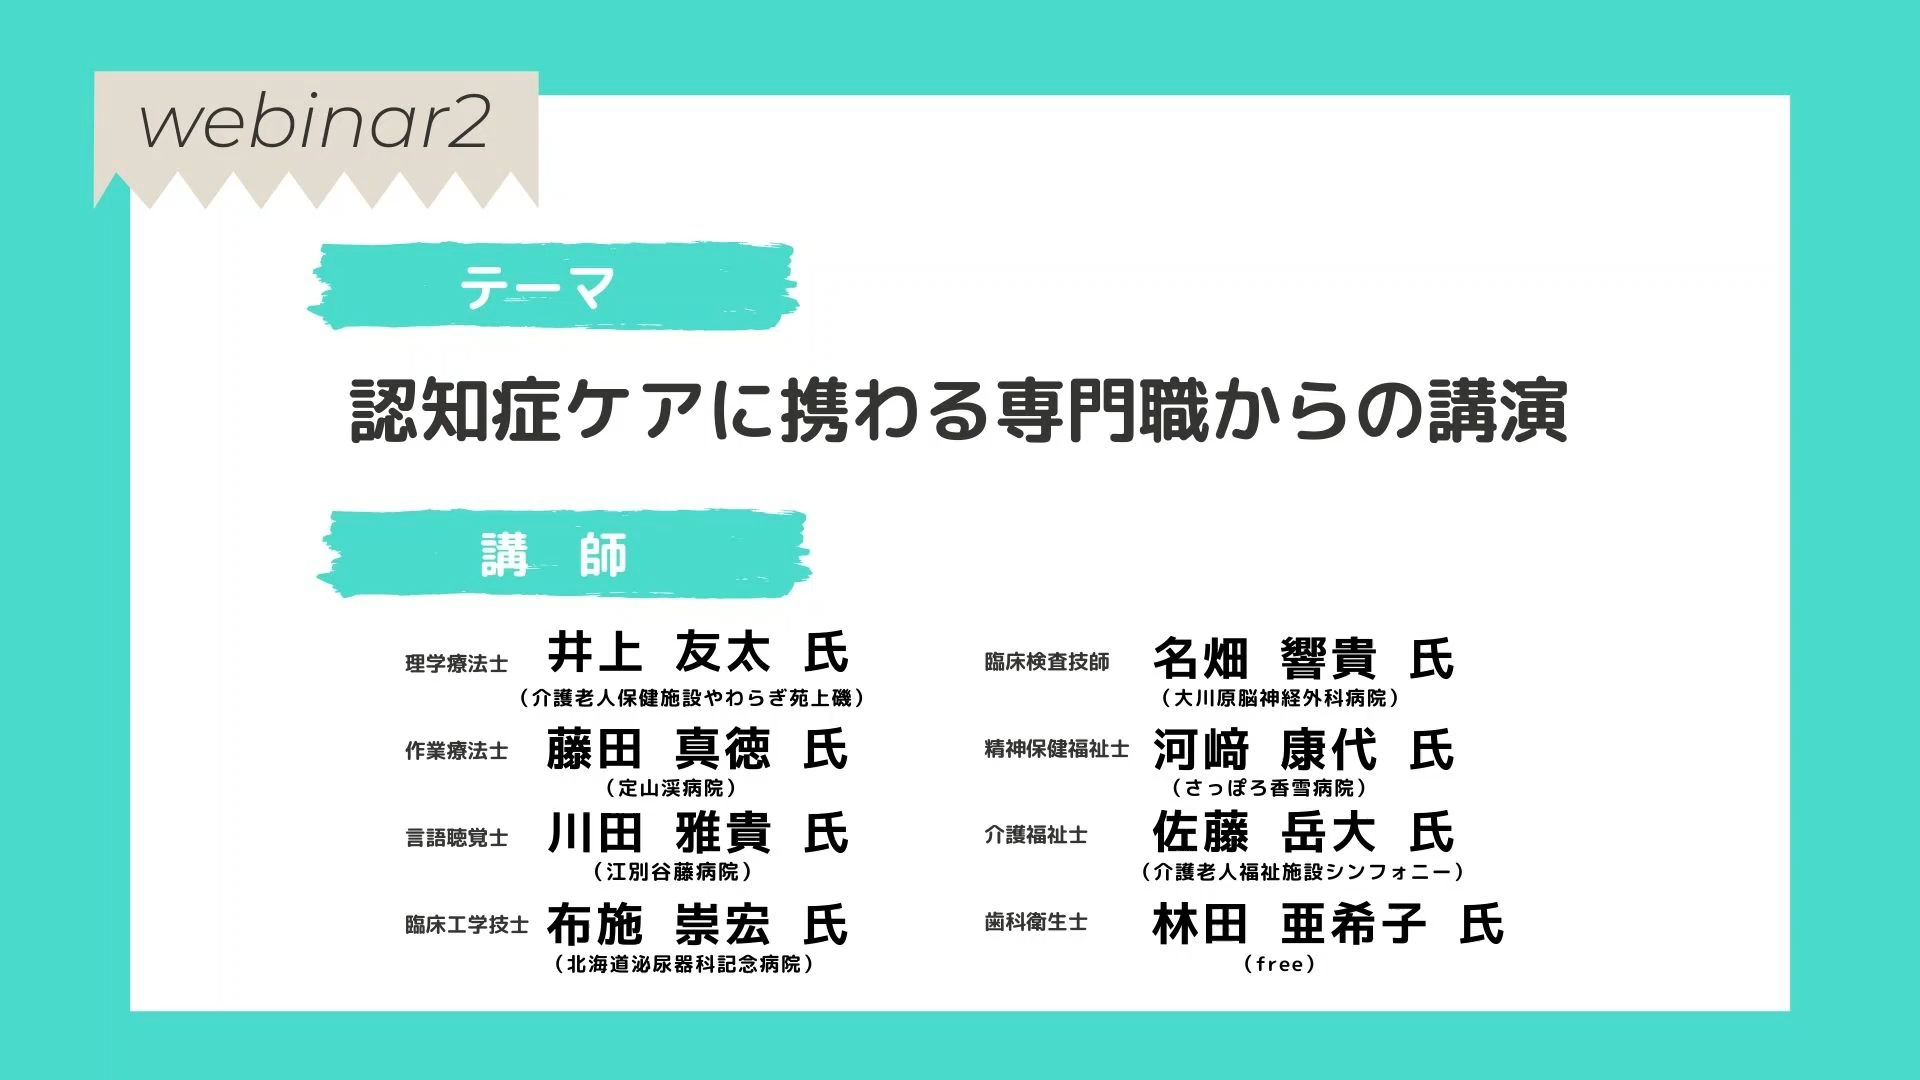 webinar2
テーマ
認知症ケアに携わる専門職からの講演
講　師
理学療法士 井上 友太 氏
（介護老人保健施設やわらぎ苑上磯）
作業療法士 藤田 真徳 氏
（定山渓病院）
言語聴覚士 川田 雅貴 氏
（江別谷藤病院）
臨床工学技士 布施 崇宏 氏
（北海道泌尿器科記念病院）
臨床検査技師 名畑 響貴 氏
（大川原脳神経外科病院）
精神保健福祉士 河﨑 康代 氏
（さっぽろ香雪病院）
介護福祉士 佐藤 岳大 氏
（介護老人福祉施設シンフォニー）
歯科衛生士 林田 亜希子 氏
（free）